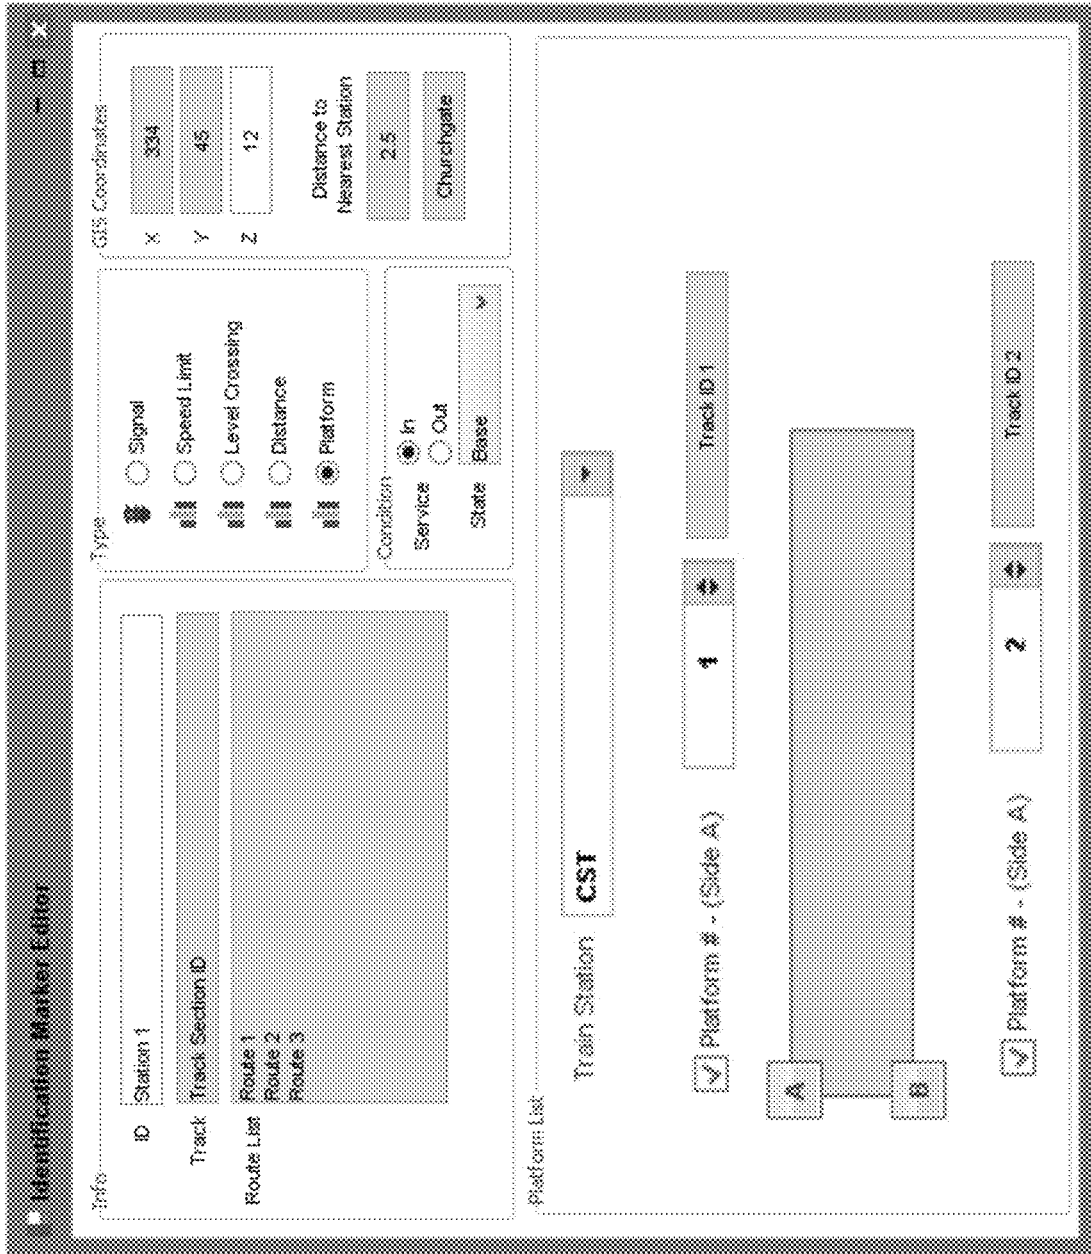 Identification Marker Editor
Info
ID Station 1
Track Track Section ID
Route List Route 1
Route 2
Route 3
Type
Signal
Speed Limit
Level Crossing
Distance
Platform
Condition
Service In
Out
State Base
GIS Coordinates
X 334
Y 45
Z 12
Distance to
Nearest Station
2.5
Churchgate
Platform List
Train Station CST
Platform # - (Side A) 1 Track ID 1
A
B
Platform # - (Side A) 2 Track ID 2